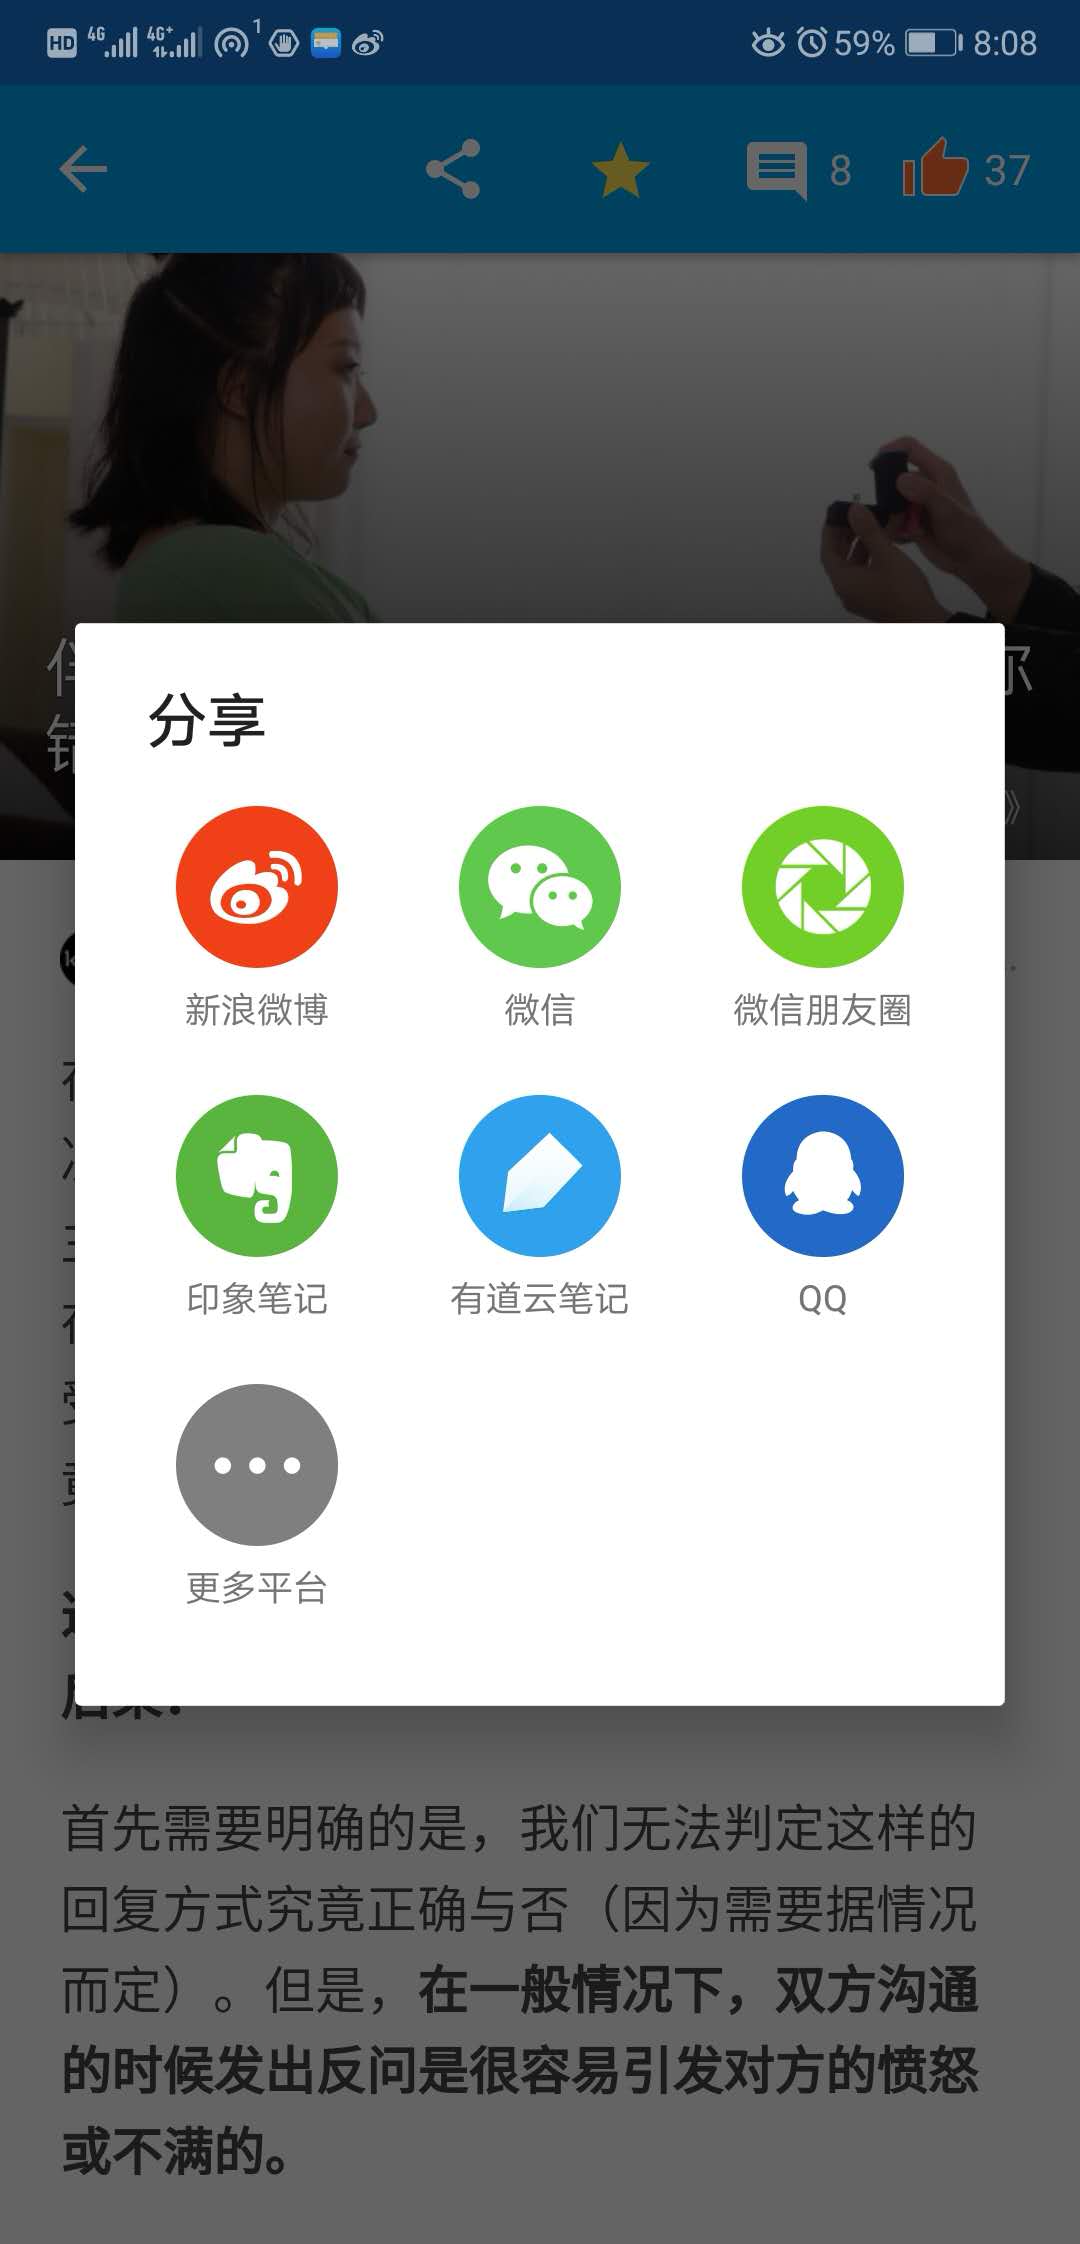 HD 4G 4G+ 1 59% 8:08
8 37
分享
新浪微博 微信 微信朋友圈
印象笔记 有道云笔记 QQ
更多平台
首先需要明确的是，我们无法判定这样的
回复方式究竟正确与否（因为需要据情况
而定）。但是，在一般情况下，双方沟通
的时候发出反问是很容易引发对方的愤怒
或不满的。